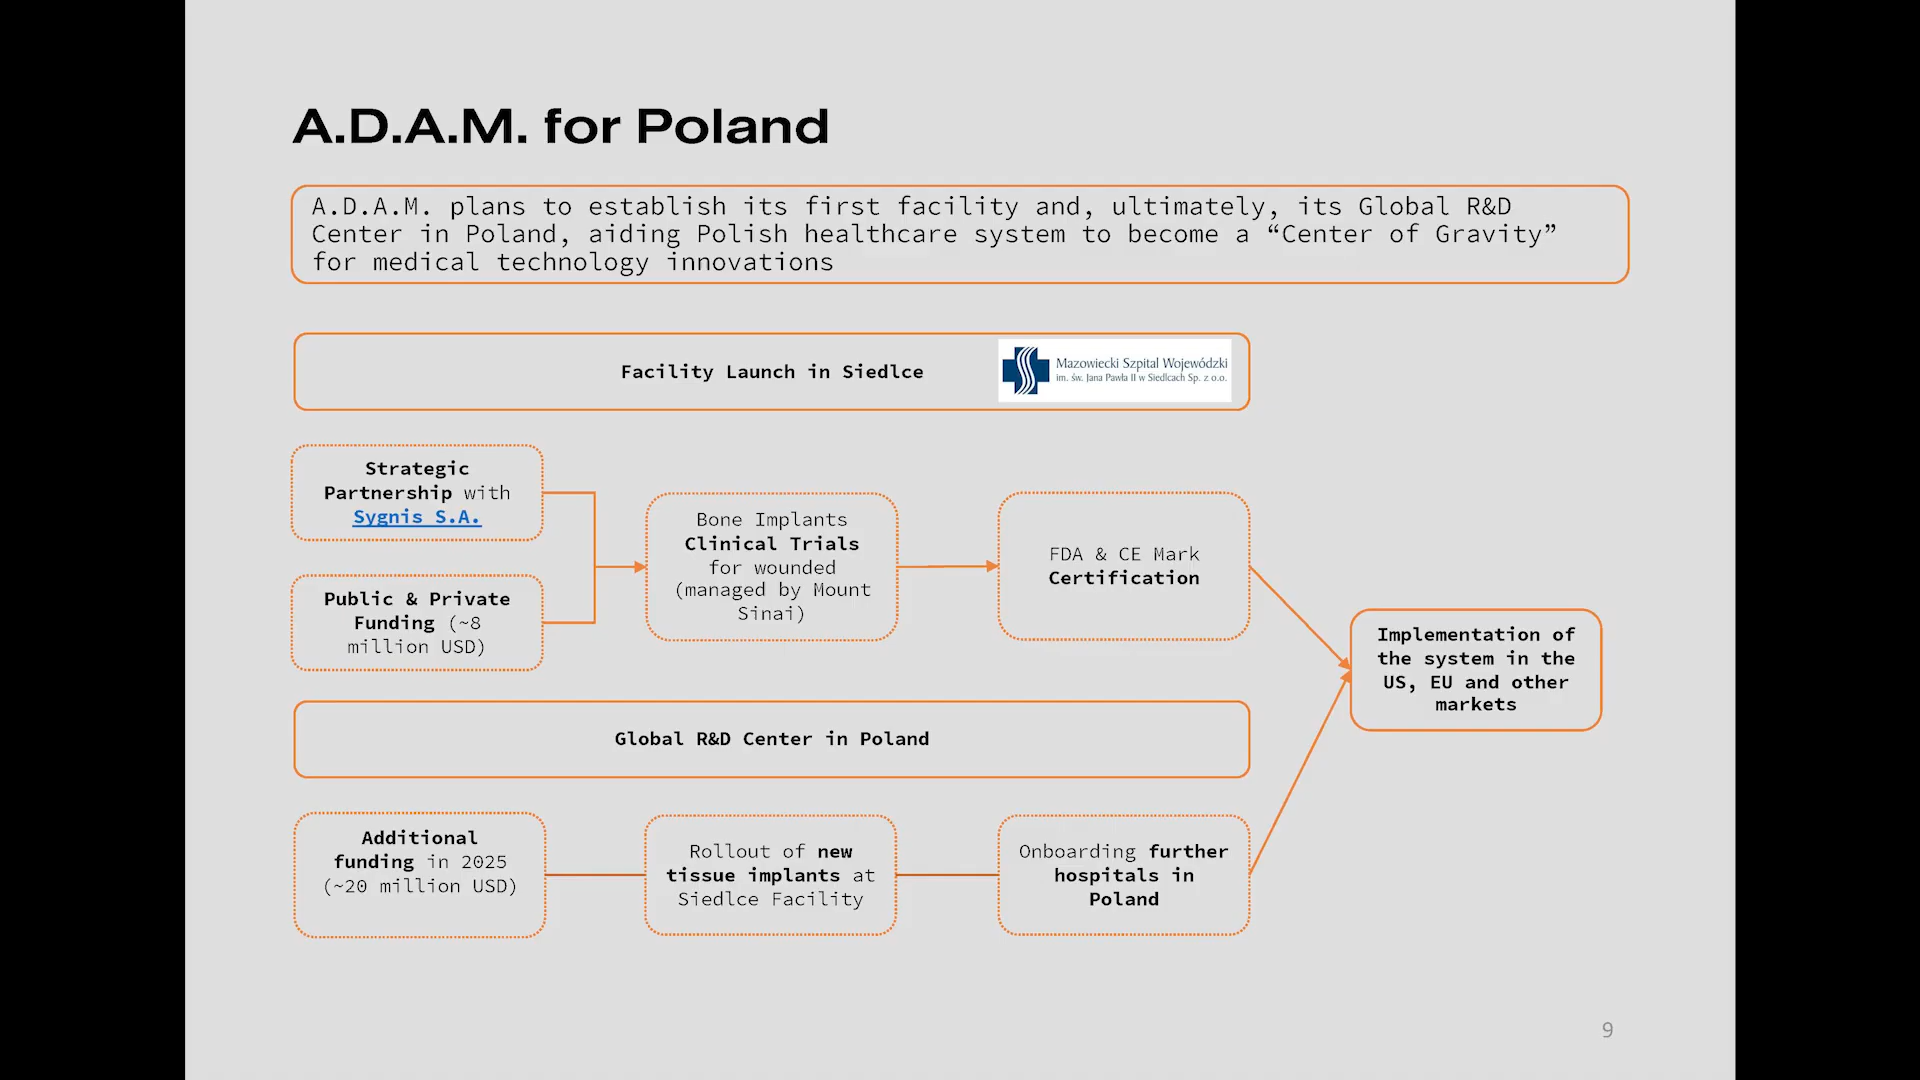 A.D.A.M. for Poland
A.D.A.M. plans to establish its first facility and, ultimately, its Global R&D
Center in Poland, aiding Polish healthcare system to become a “Center of Gravity”
for medical technology innovations
Facility Launch in Siedlce
Mazowiecki Szpital Wojewódzki
im. św. Jana Pawła II w Siedlcach Sp. z o.o.
Strategic
Partnership with
Sygnis S.A.
Public & Private
Funding (~8
million USD)
Bone Implants
Clinical Trials
for wounded
(managed by Mount
Sinai)
FDA & CE Mark
Certification
Implementation of
the system in the
US, EU and other
markets
Global R&D Center in Poland
Additional
funding in 2025
(~20 million USD)
Rollout of new
tissue implants at
Siedlce Facility
Onboarding further
hospitals in
Poland
9